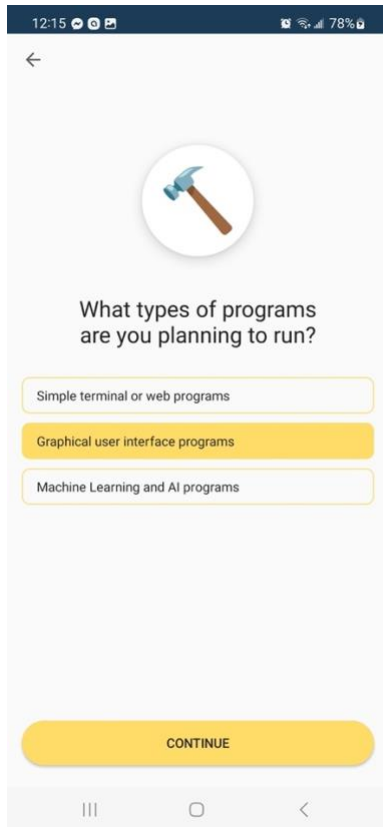 12:15 78%
What types of programs
are you planning to run?
Simple terminal or web programs
Graphical user interface programs
Machine Learning and AI programs
CONTINUE